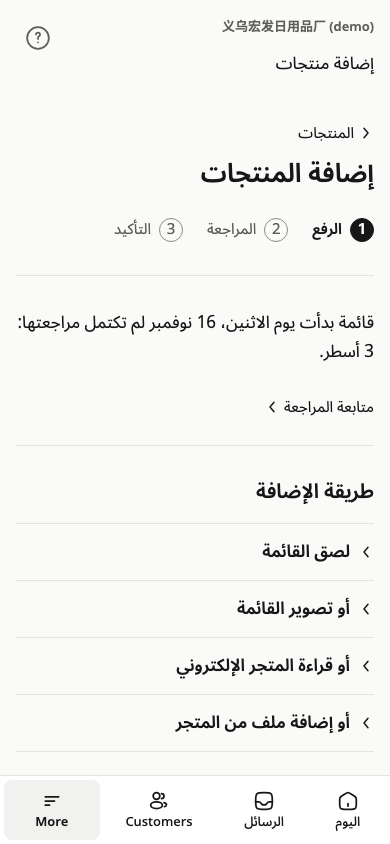 义乌宏发日用品厂 (demo)
إضافة منتجات
المنتجات
إضافة المنتجات
1 الرفع 2 المراجعة 3 التأكيد
قائمة بدأت يوم الاثنين، 16 نوفمبر لم تكتمل مراجعتها:
3 أسطر.
متابعة المراجعة
طريقة الإضافة
لصق القائمة
أو تصوير القائمة
أو قراءة المتجر الإلكتروني
أو إضافة ملف من المتجر
اليوم الرسائل Customers More